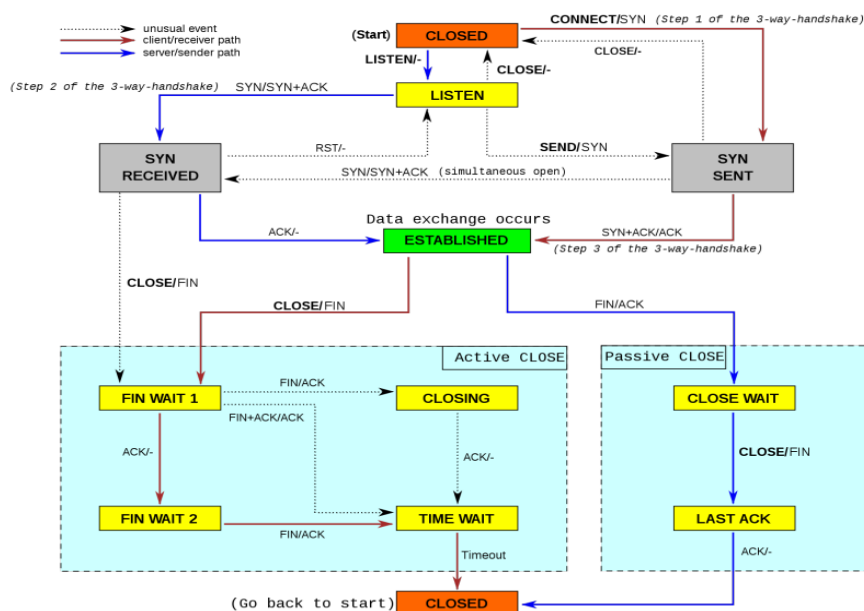 unusual event
client/receiver path
server/sender path
CONNECT/SYN (Step 1 of the 3-way-handshake)
(Start) CLOSED
CLOSE/-
LISTEN/-
CLOSE/-
(Step 2 of the 3-way-handshake) SYN/SYN+ACK
LISTEN
RST/-
SEND/SYN
SYN
RECEIVED
SYN
SENT
SYN/SYN+ACK (simultaneous open)
Data exchange occurs
ACK/-
ESTABLISHED
SYN+ACK/ACK
(Step 3 of the 3-way-handshake)
CLOSE/FIN
CLOSE/FIN
FIN/ACK
Active CLOSE
Passive CLOSE
FIN WAIT 1
FIN/ACK
CLOSING
CLOSE WAIT
FIN+ACK/ACK
ACK/-
ACK/-
CLOSE/FIN
FIN WAIT 2
FIN/ACK
TIME WAIT
LAST ACK
Timeout
ACK/-
(Go back to start) CLOSED